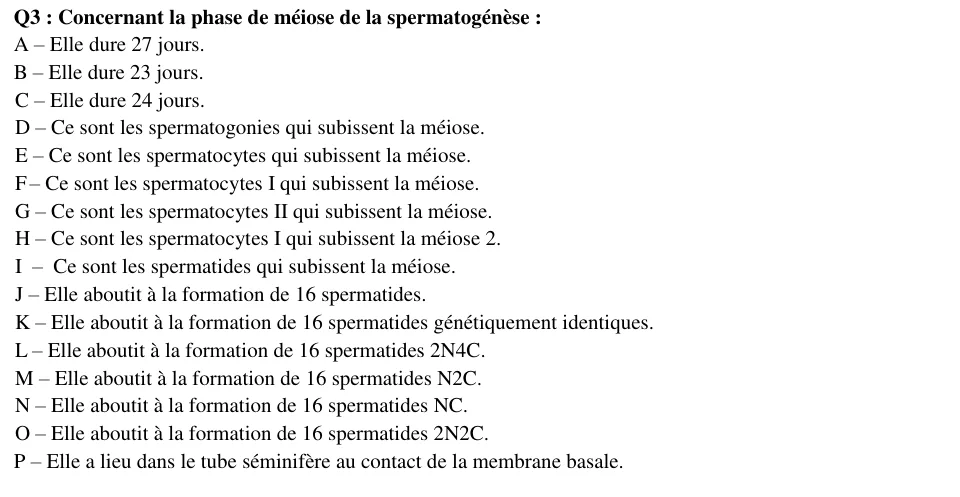 Q3 : Concernant la phase de méiose de la spermatogénèse :
A – Elle dure 27 jours.
B – Elle dure 23 jours.
C – Elle dure 24 jours.
D – Ce sont les spermatogonies qui subissent la méiose.
E – Ce sont les spermatocytes qui subissent la méiose.
F– Ce sont les spermatocytes I qui subissent la méiose.
G – Ce sont les spermatocytes II qui subissent la méiose.
H – Ce sont les spermatocytes I qui subissent la méiose 2.
I – Ce sont les spermatides qui subissent la méiose.
J – Elle aboutit à la formation de 16 spermatides.
K – Elle aboutit à la formation de 16 spermatides génétiquement identiques.
L – Elle aboutit à la formation de 16 spermatides 2N4C.
M – Elle aboutit à la formation de 16 spermatides N2C.
N – Elle aboutit à la formation de 16 spermatides NC.
O – Elle aboutit à la formation de 16 spermatides 2N2C.
P – Elle a lieu dans le tube séminifère au contact de la membrane basale.